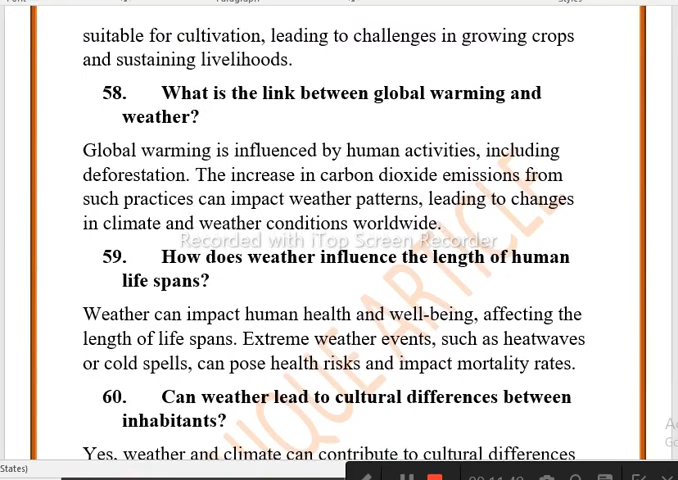 suitable for cultivation, leading to challenges in growing crops
and sustaining livelihoods.
58. What is the link between global warming and
weather?
Global warming is influenced by human activities, including
deforestation. The increase in carbon dioxide emissions from
such practices can impact weather patterns, leading to changes
in climate and weather conditions worldwide.
Recorded with iTop Screen Recorder
59. How does weather influence the length of human
life spans?
Weather can impact human health and well-being, affecting the
length of life spans. Extreme weather events, such as heatwaves
or cold spells, can pose health risks and impact mortality rates.
60. Can weather lead to cultural differences between
inhabitants?
Yes, weather and climate can contribute to cultural differences
States)